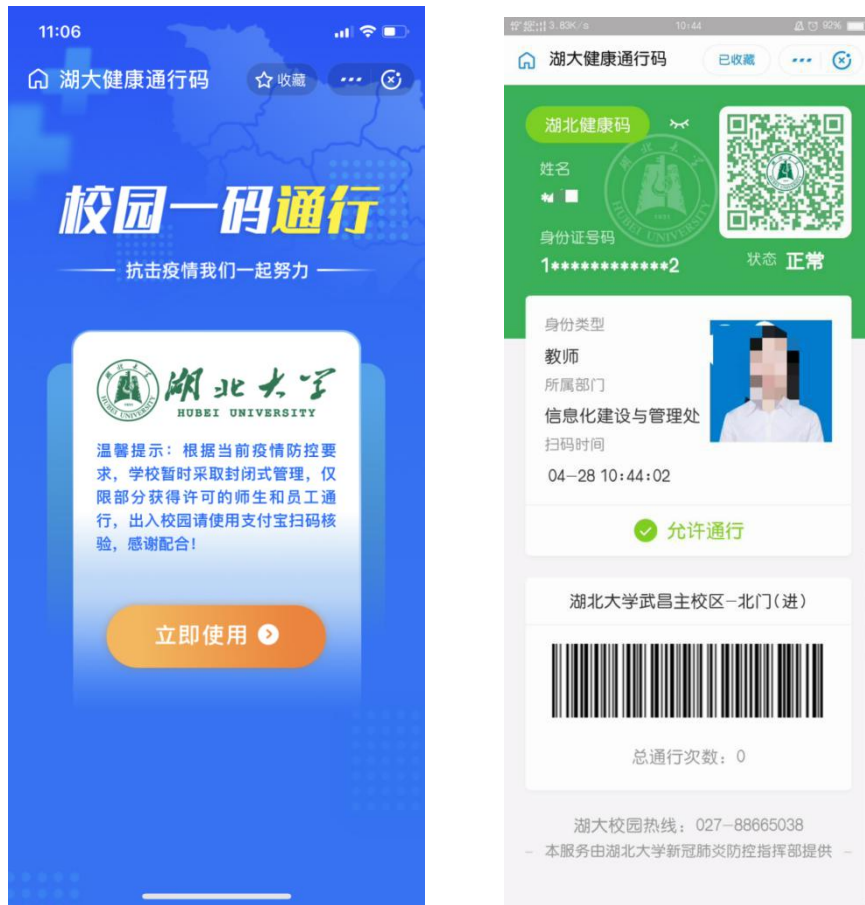 11:06
湖大健康通行码
收藏
校园一码通行
抗击疫情我们一起努力
湖北大学
HUBEI UNIVERSITY
温馨提示：根据当前疫情防控要
求，学校暂时采取封闭式管理，仅
限部分获得许可的师生和员工通
行，出入校园请使用支付宝扫码核
验，感谢配合！
立即使用
3.83K/s
10:44
92%
湖大健康通行码
已收藏
湖北健康码
姓名
身份证号码
1************2
状态 正常
身份类型
教师
所属部门
信息化建设与管理处
扫码时间
04-28 10:44:02
允许通行
湖北大学武昌主校区-北门(进)
总通行次数：0
湖大校园热线：027-88665038
本服务由湖北大学新冠肺炎防控指挥部提供